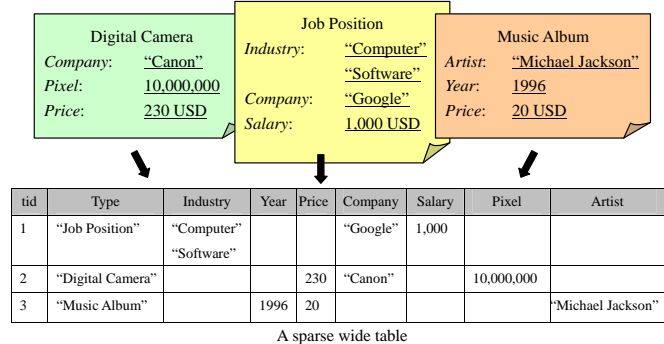 Digital Camera
Company: "Canon"
Pixel: 10,000,000
Price: 230 USD
Job Position
Industry: "Computer"
"Software"
Company: "Google"
Salary: 1,000 USD
Music Album
Artist: "Michael Jackson"
Year: 1996
Price: 20 USD
tid Type Industry Year Price Company Salary Pixel Artist
1 "Job Position" "Computer" "Google" 1,000
"Software"
2 "Digital Camera" 230 "Canon" 10,000,000
3 "Music Album" 1996 20 "Michael Jackson"
A sparse wide table